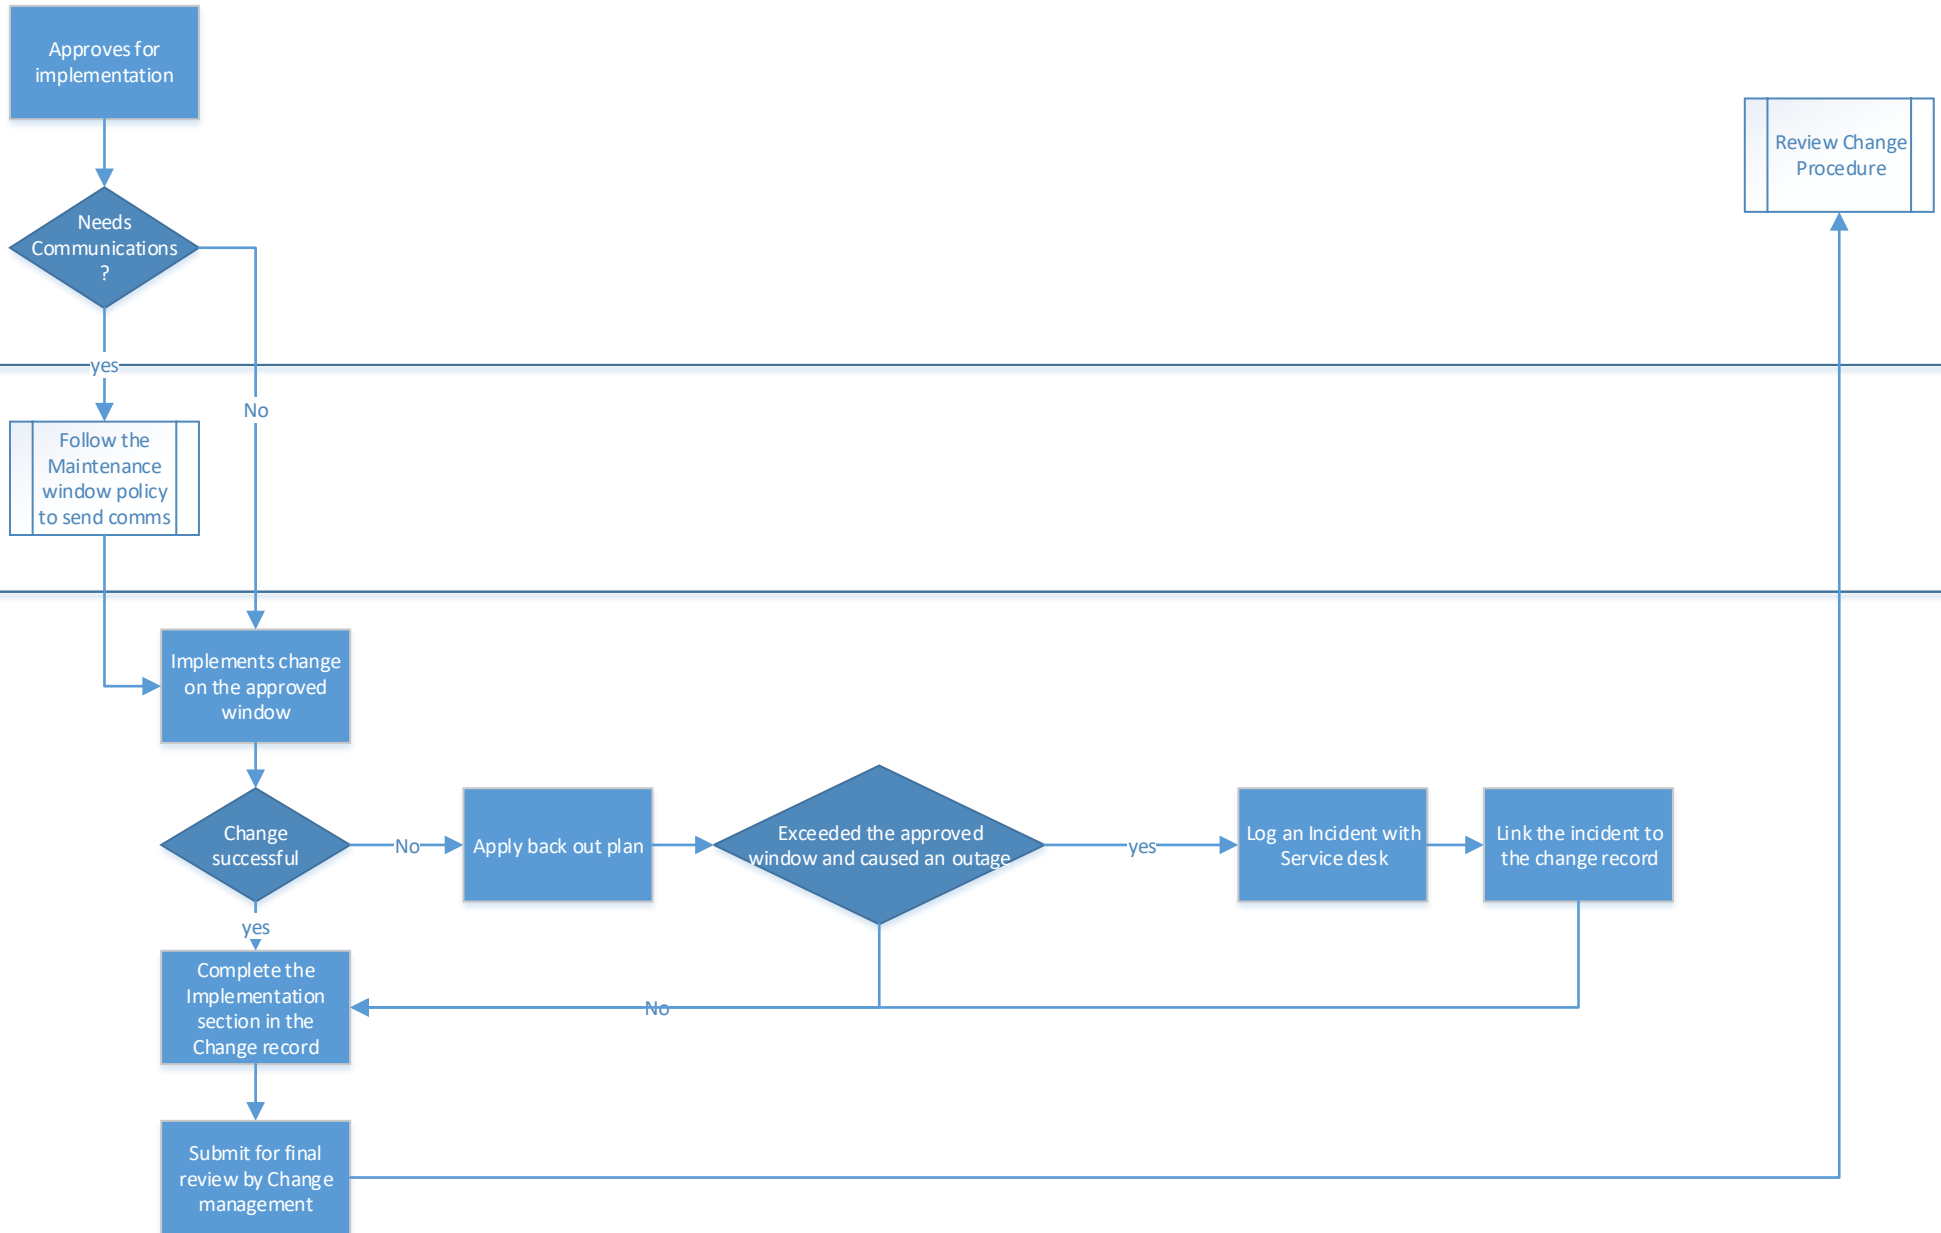 Approves for
implementation
Review Change
Procedure
Needs
Communications
?
yes
No
Follow the
Maintenance
window policy
to send comms
Implements change
on the approved
window
Change
successful
No
Apply back out plan
Exceeded the approved
window and caused an outage
yes
Log an Incident with
Service desk
Link the incident to
the change record
yes
Complete the
Implementation
section in the
Change record
No
Submit for final
review by Change
management